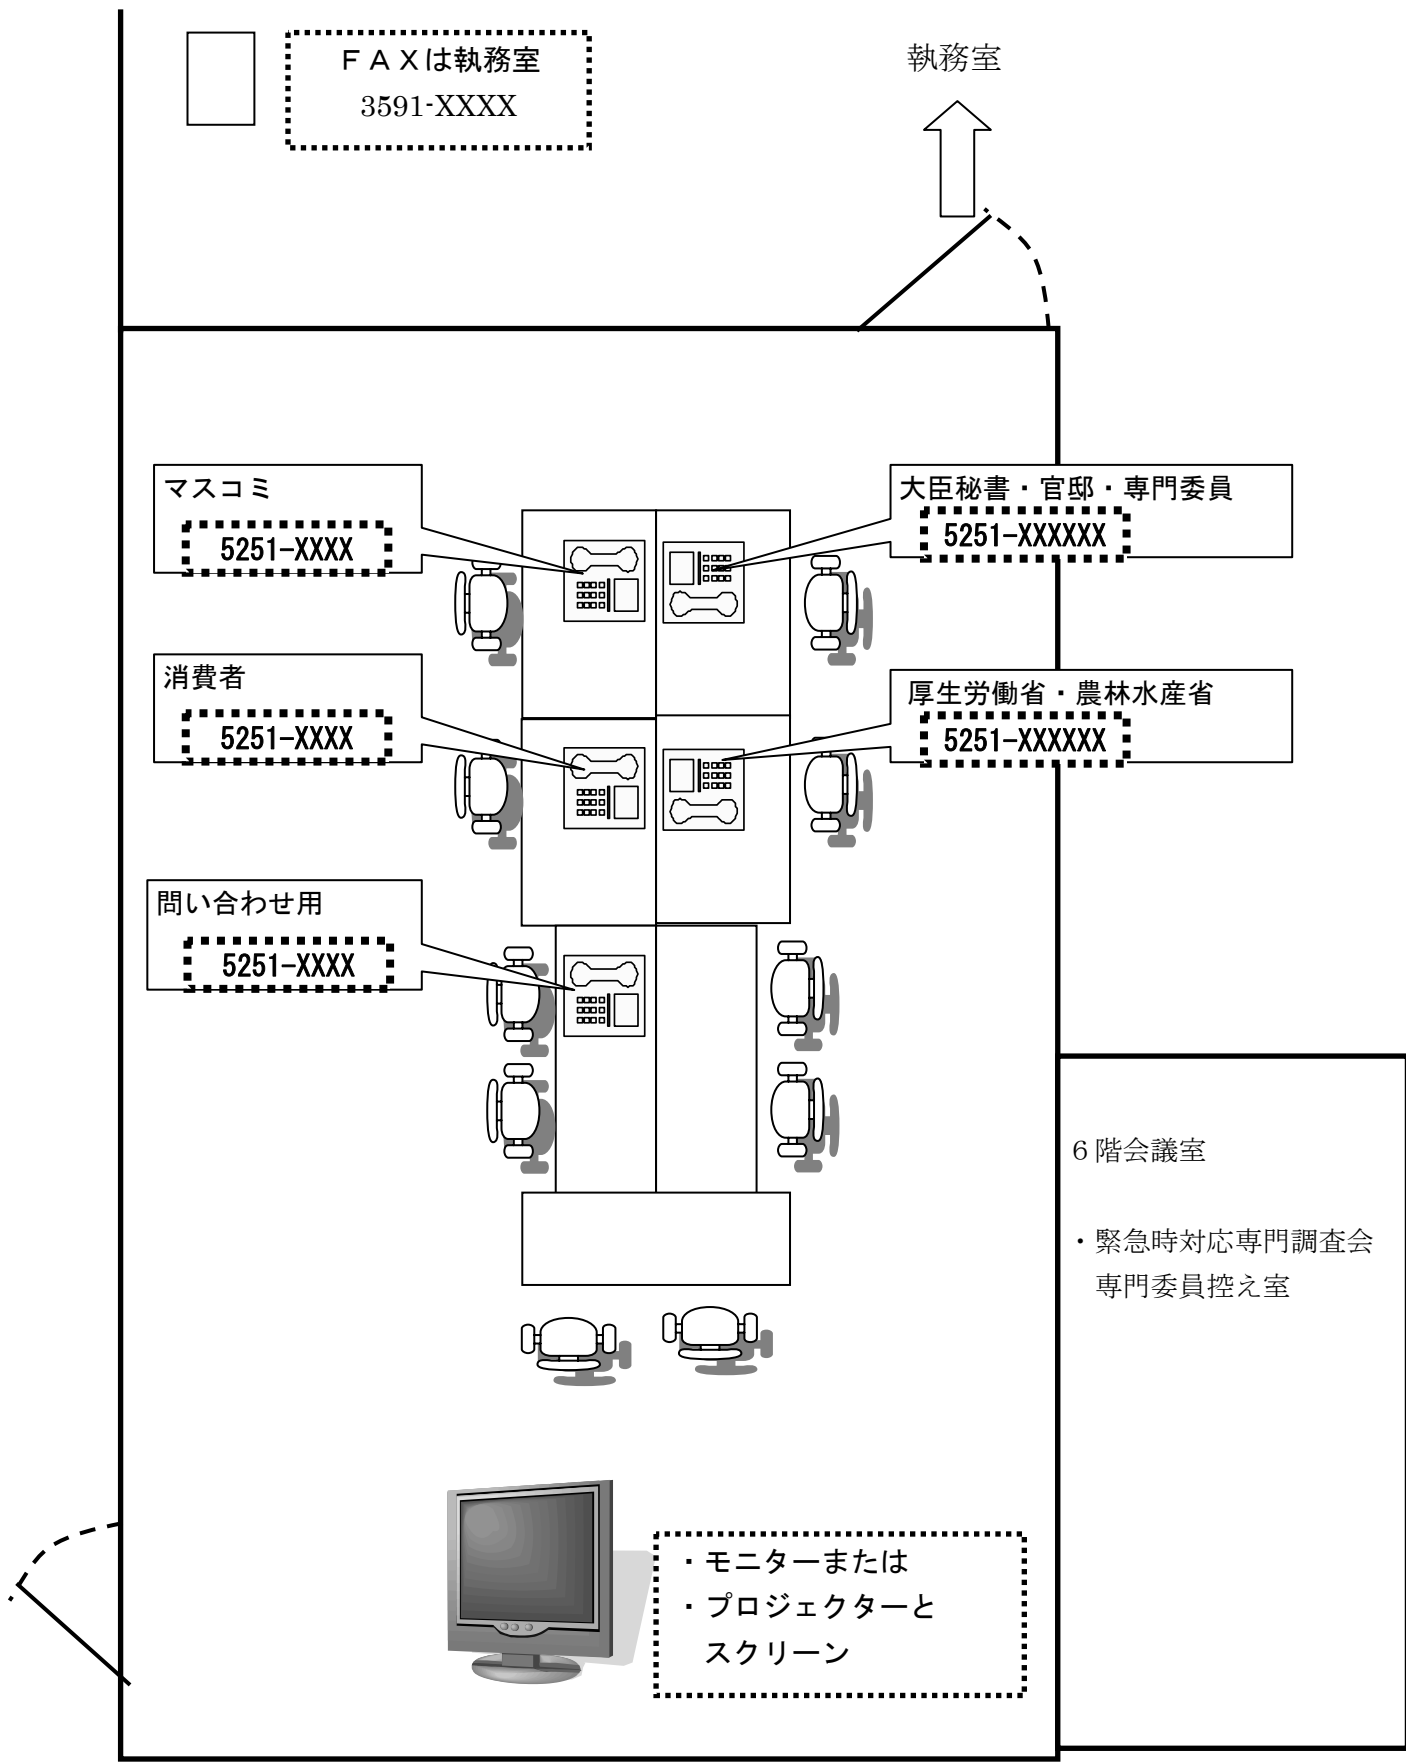 ＦＡＸは執務室
3591-XXXX
執務室
マスコミ
5251-XXXX
大臣秘書・官邸・専門委員
5251-XXXXXX
消費者
5251-XXXX
厚生労働省・農林水産省
5251-XXXXXX
問い合わせ用
5251-XXXX
６階会議室
・緊急時対応専門調査会
専門委員控え室
・モニターまたは
・プロジェクターと
スクリーン